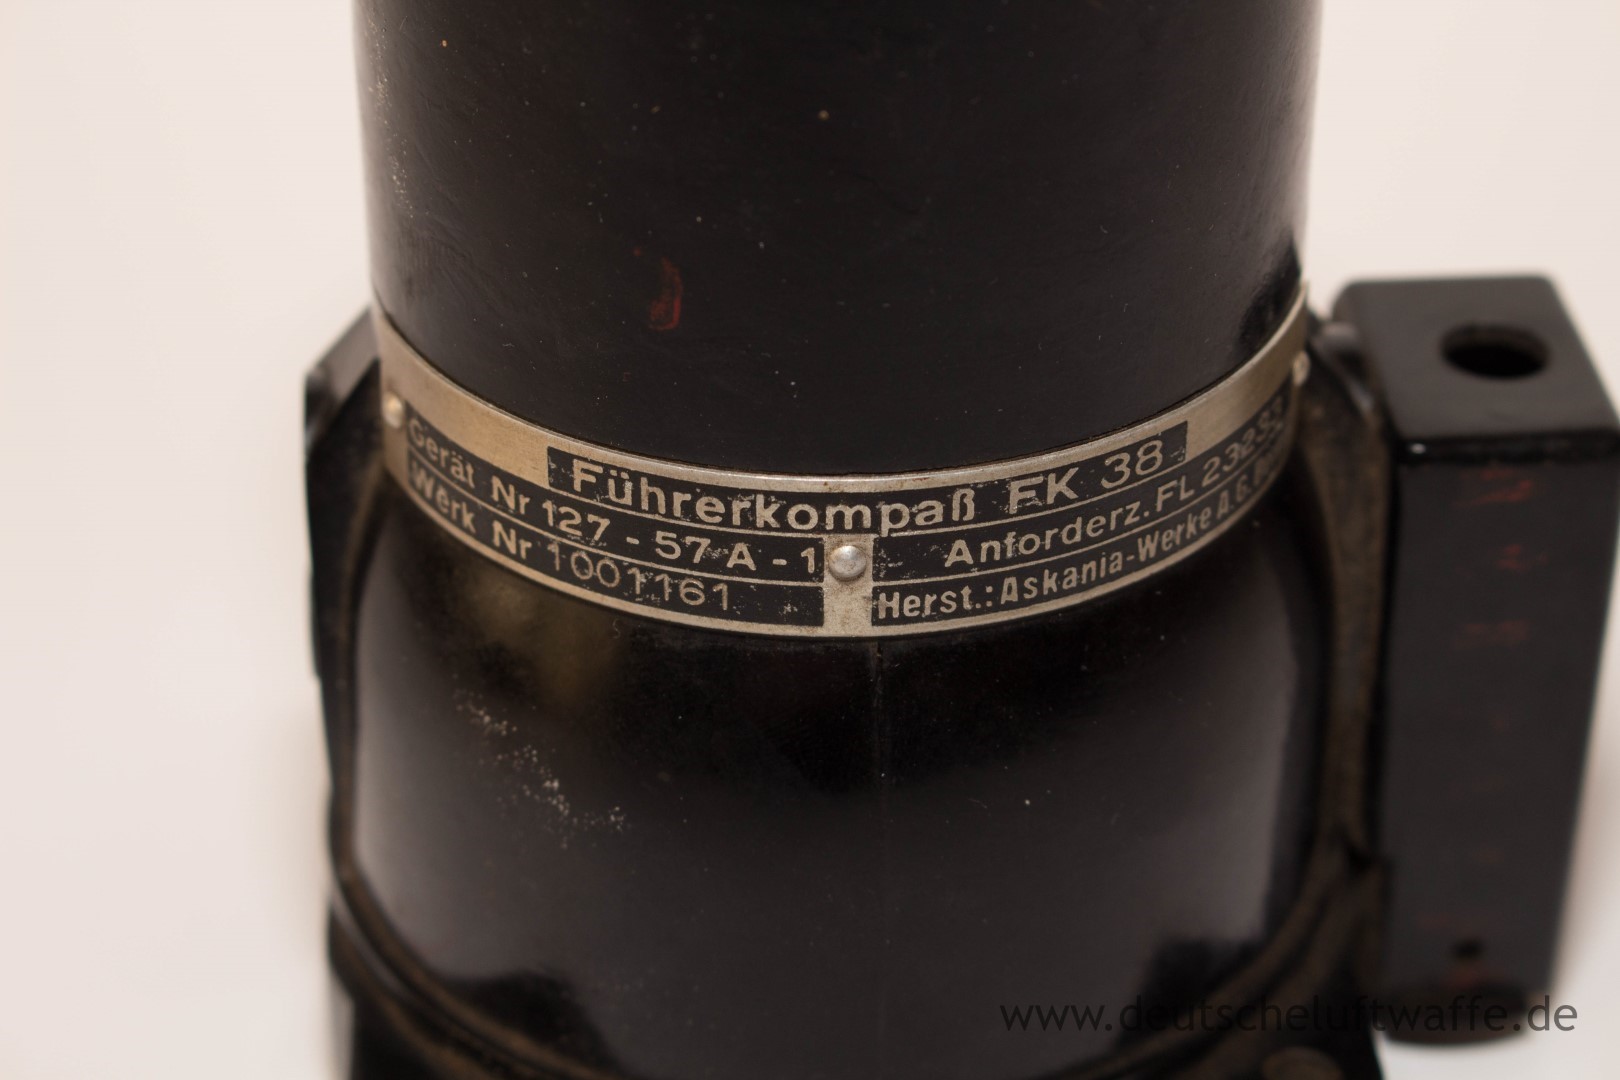 Führerkompaß FK 38
Gerät Nr 127 - 57 A - 1
Werk Nr 1001161
Anforderz. FL 23233
Herst.: Askania-Werke A.G.
www.deutscheluftwaffe.de